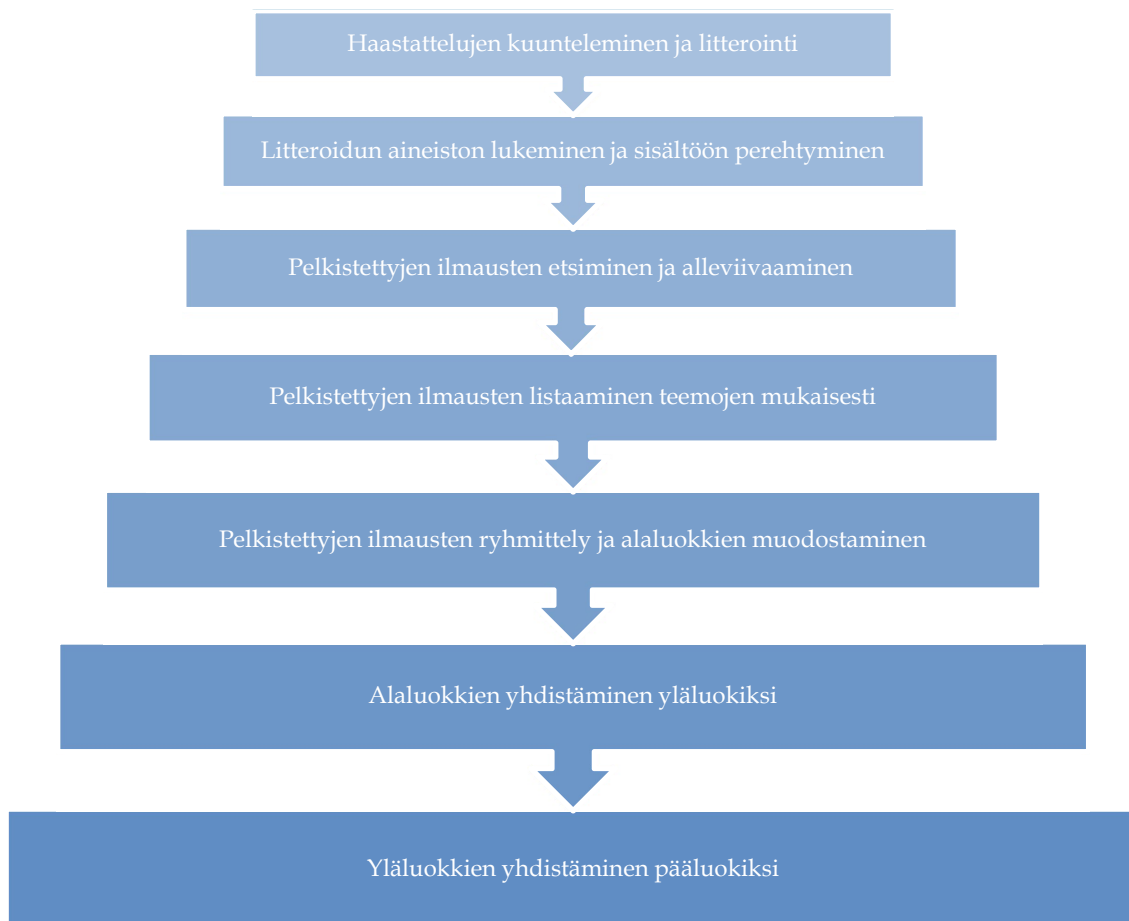 Haastattelujen kuunteleminen ja litterointi
Litteroidun aineiston lukeminen ja sisältöön perehtyminen
Pelkistettyjen ilmausten etsiminen ja alleviivaaminen
Pelkistettyjen ilmausten listaaminen teemojen mukaisesti
Pelkistettyjen ilmausten ryhmittely ja alaluokkien muodostaminen
Alaluokkien yhdistäminen yläluokiksi
Yläluokkien yhdistäminen pääluokiksi